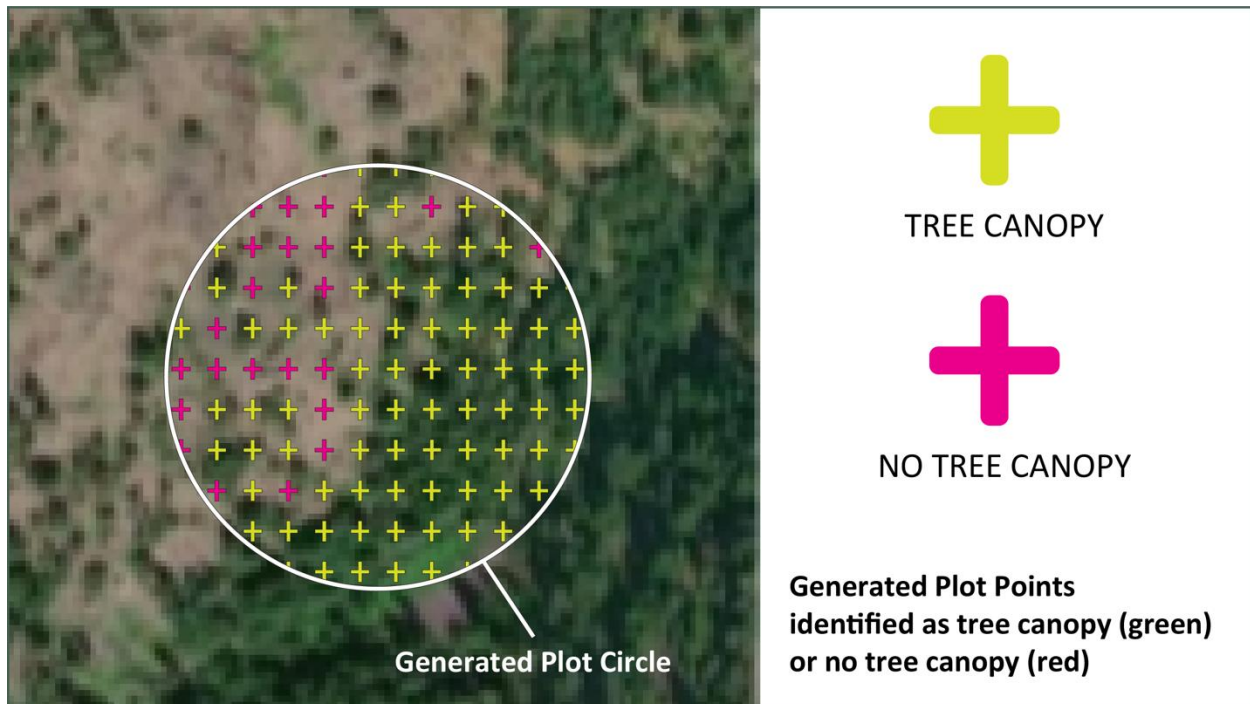 TREE CANOPY
NO TREE CANOPY
Generated Plot Points
identified as tree canopy (green)
or no tree canopy (red)
Generated Plot Circle